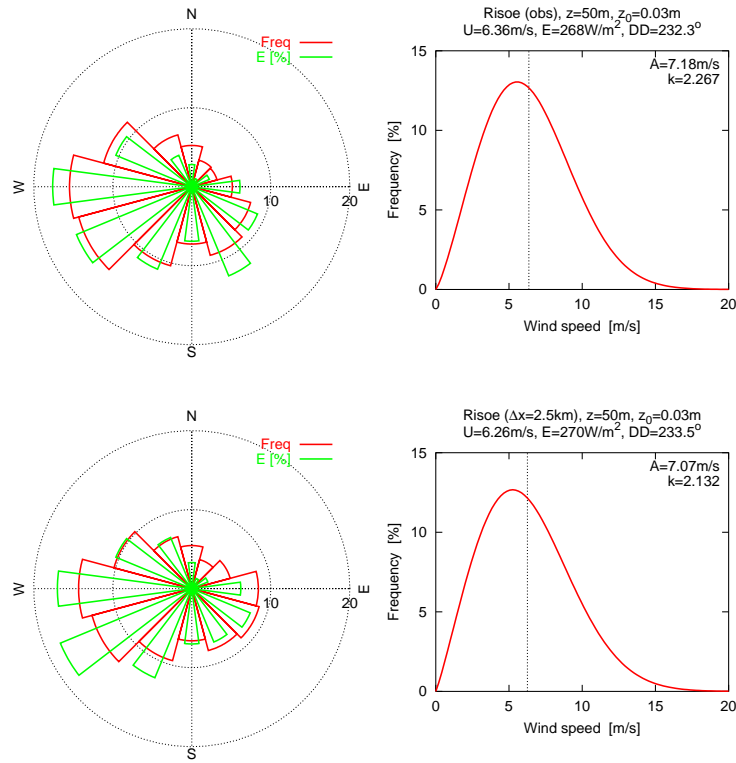 N
Freq
E [%]
W
E
10
20
S
Risoe (obs), z=50m, z₀=0.03m
U=6.36m/s, E=268W/m², DD=232.3°
15
A=7.18m/s
k=2.267
10
Frequency [%]
5
0
0 5 10 15 20
Wind speed [m/s]
N
Freq
E [%]
W
E
10
20
S
Risoe (Δx=2.5km), z=50m, z₀=0.03m
U=6.26m/s, E=270W/m², DD=233.5°
15
A=7.07m/s
k=2.132
10
Frequency [%]
5
0
0 5 10 15 20
Wind speed [m/s]